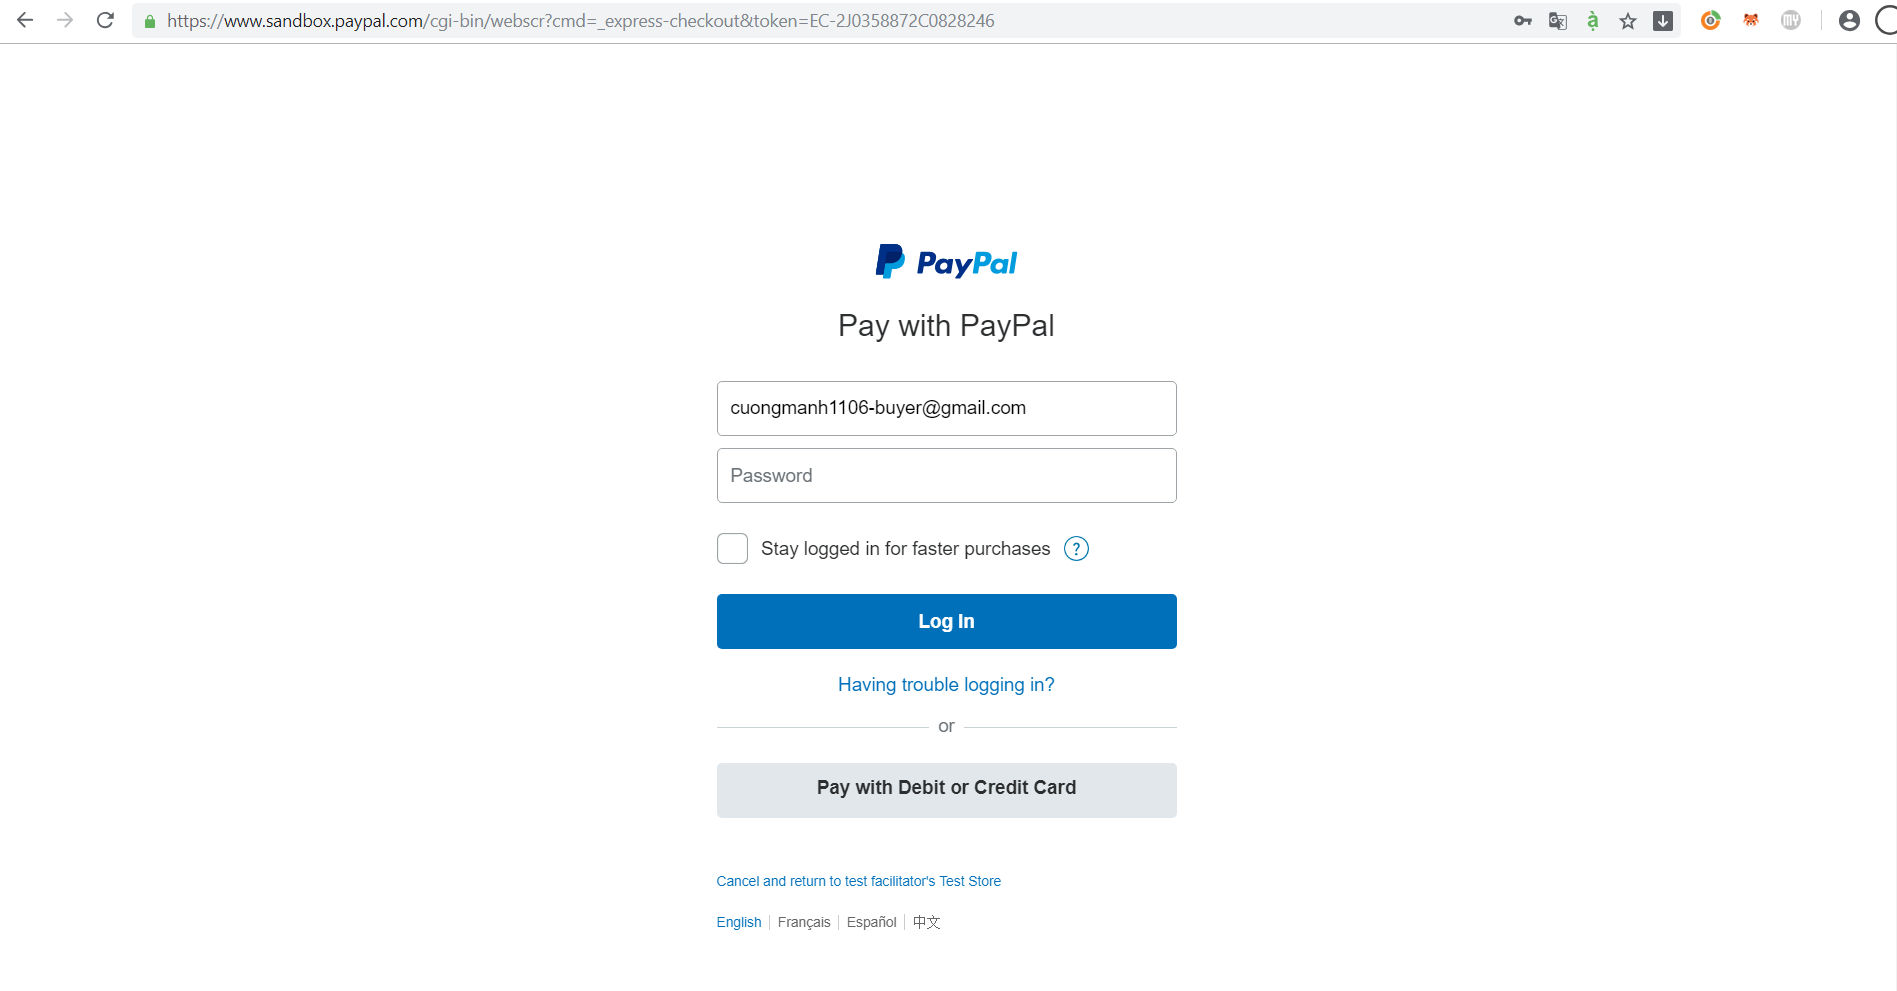 https://www.sandbox.paypal.com/cgi-bin/webscr?cmd=_express-checkout&token=EC-2J0358872C0828246
PayPal
Pay with PayPal
cuongmanh1106-buyer@gmail.com
Password
Stay logged in for faster purchases ?
Log In
Having trouble logging in?
or
Pay with Debit or Credit Card
Cancel and return to test facilitator's Test Store
English Français Español 中文